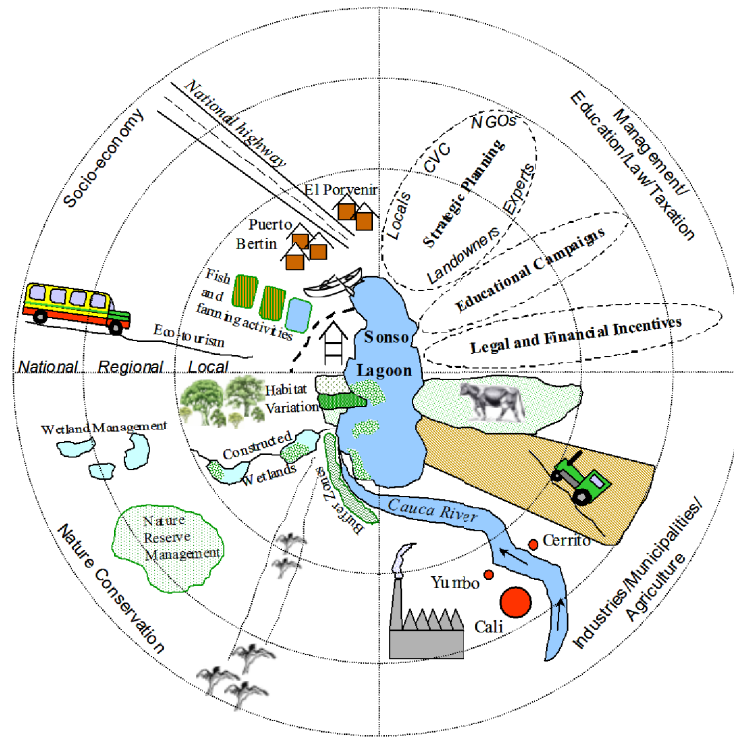 Socio-economy
National highway
Management/
Education/Law/Taxation
NGOs
CVC
Locals
Strategic Planning
Experts
Landowners
Educational Campaigns
Legal and Financial Incentives
El Porvenir
Puerto
Bertin
Fish
and
farming activities
Eco-tourism
National Regional Local
Sonso
Lagoon
Habitat
Variation
Wetland Management
Constructed
Wetlands
Buffer Zones
Nature
Reserve
Management
Nature Conservation
Cauca River
Cerrito
Yumbo
Cali
Industries/Municipalities/
Agriculture